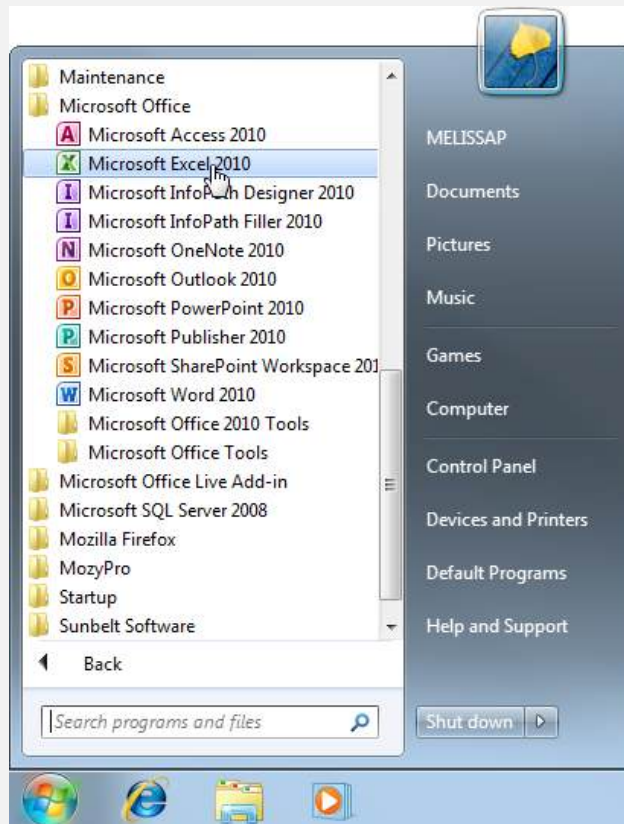 Maintenance
Microsoft Office
Microsoft Access 2010
Microsoft Excel 2010
Microsoft InfoPath Designer 2010
Microsoft InfoPath Filler 2010
Microsoft OneNote 2010
Microsoft Outlook 2010
Microsoft PowerPoint 2010
Microsoft Publisher 2010
Microsoft SharePoint Workspace 201
Microsoft Word 2010
Microsoft Office 2010 Tools
Microsoft Office Tools
Microsoft Office Live Add-in
Microsoft SQL Server 2008
Mozilla Firefox
MozyPro
Startup
Sunbelt Software
Back
Search programs and files
MELISSAP
Documents
Pictures
Music
Games
Computer
Control Panel
Devices and Printers
Default Programs
Help and Support
Shut down